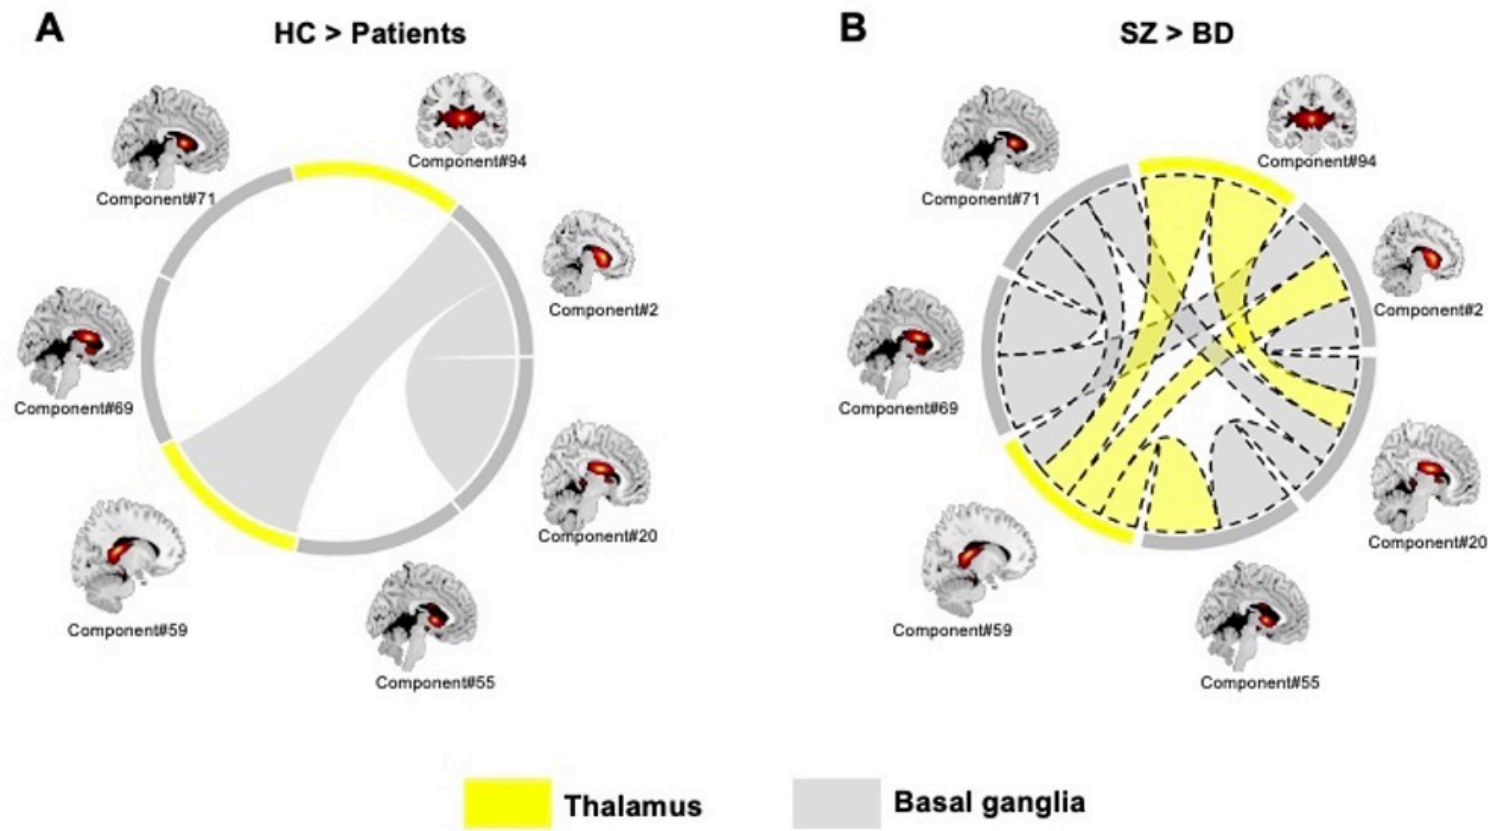 A
HC > Patients
Component#94
Component#71
Component#2
Component#69
Component#20
Component#59
Component#55
B
SZ > BD
Component#94
Component#71
Component#2
Component#69
Component#20
Component#59
Component#55
Thalamus
Basal ganglia